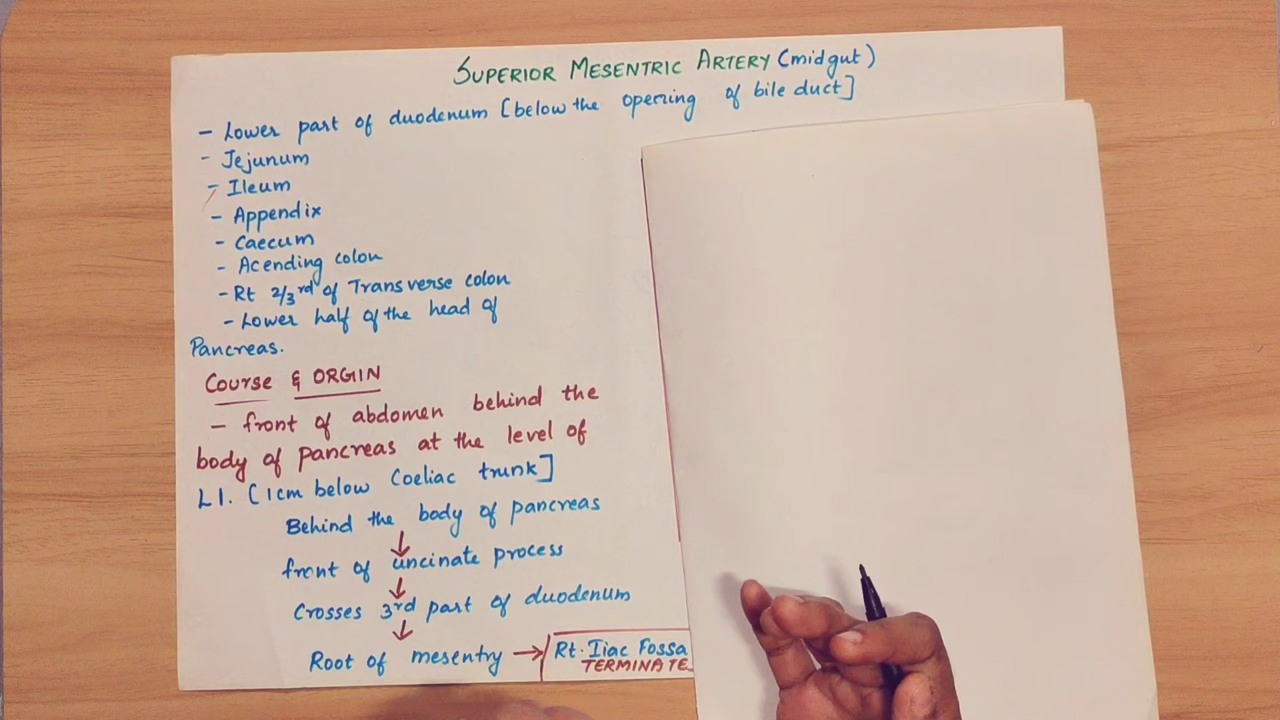 SUPERIOR MESENTRIC ARTERY (midgut)
- Lower part of duodenum [below the opening of bile duct]
- Jejunum
- Ileum
- Appendix
- Caecum
- Acending colon
- Rt 2/3rd of Transverse colon
- Lower half of the head of
Pancreas.
Course & ORGIN
- front of abdomen behind the
body of pancreas at the level of
L1. [1cm below Coeliac trunk]
Behind the body of pancreas
↓
front of uncinate process
↓
Crosses 3rd part of duodenum
↓
Root of mesentry → Rt. Iiac Fossa
TERMINATE